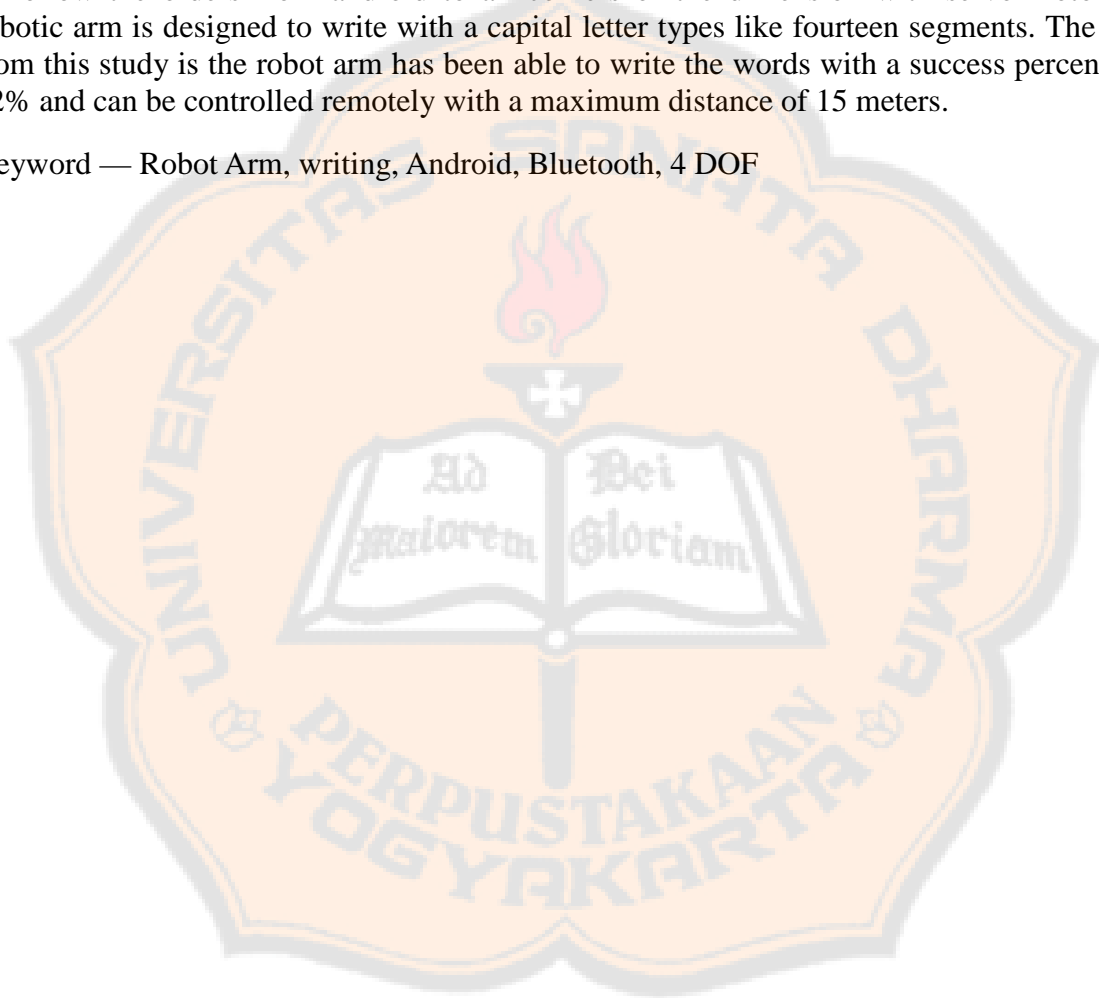 botic arm is designed to write with a capital letter types like fourteen segments. The
om this study is the robot arm has been able to write the words with a success percen
2% and can be controlled remotely with a maximum distance of 15 meters.
eyword — Robot Arm, writing, Android, Bluetooth, 4 DOF
UNIVERSITAS SANATA DHARMA
Ad Dei
Maiorem Gloriam
PERPUSTAKAAN
YOGYAKARTA